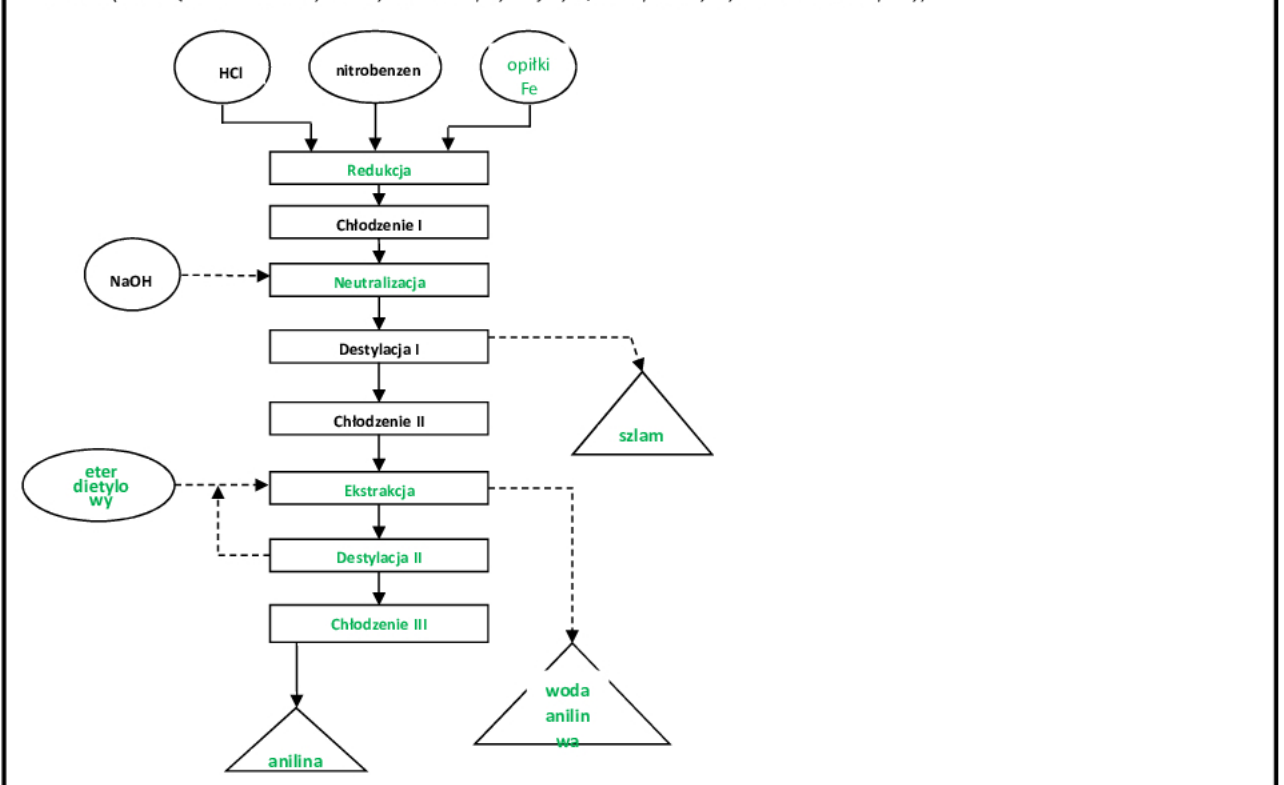 HCl
nitrobenzen
opiłki
Fe
Redukcja
Chłodzenie I
NaOH
Neutralizacja
Destylacja I
Chłodzenie II
szlam
eter
dietylo
wy
Ekstrakcja
Destylacja II
Chłodzenie III
woda
anilin
wa
anilina